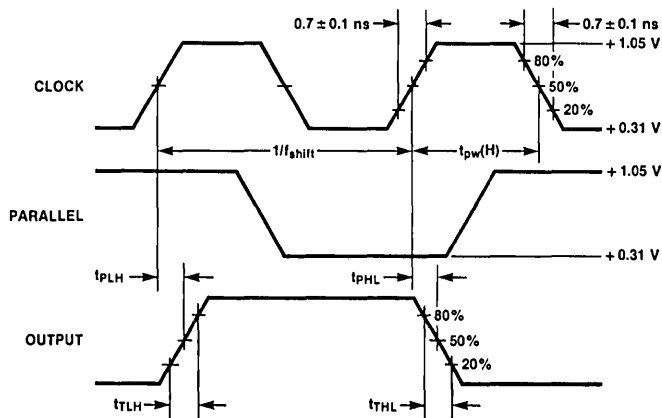 0.7 ± 0.1 ns
0.7 ± 0.1 ns
+ 1.05 V
80%
CLOCK
50%
20%
+ 0.31 V
1/fshift
tpw(H)
+ 1.05 V
PARALLEL
+ 0.31 V
tPLH
tPHL
80%
OUTPUT
50%
20%
tTLH
tTHL